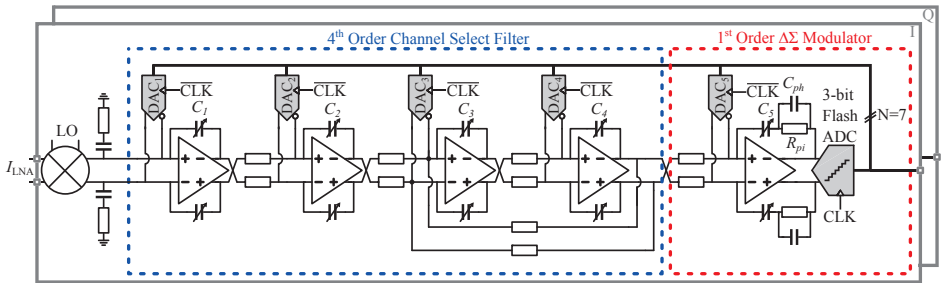 Q
I
4th Order Channel Select Filter
1st Order ΔΣ Modulator
DAC1
CLK
DAC2
CLK
DAC3
CLK
DAC4
CLK
DAC5
CLK
C1
C2
C3
C4
C5
Cph
Rpi
3-bit
Flash
ADC
N=7
LO
ILNA
CLK